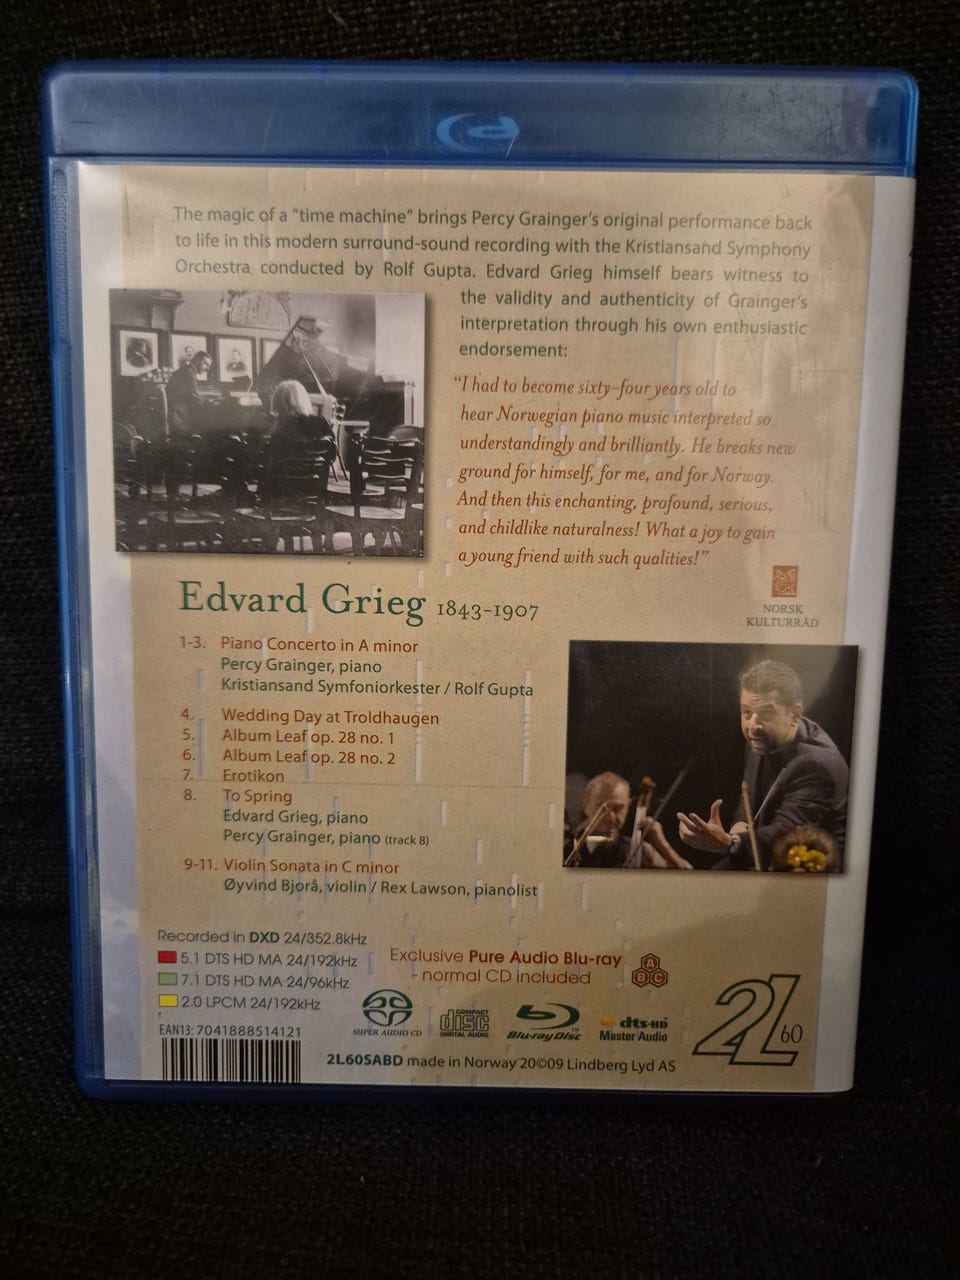 The magic of a "time machine" brings Percy Grainger's original performance back
to life in this modern surround-sound recording with the Kristiansand Symphony
Orchestra conducted by Rolf Gupta. Edvard Grieg himself bears witness to
the validity and authenticity of Grainger's
interpretation through his own enthusiastic
endorsement:
"I had to become sixty-four years old to
hear Norwegian piano music interpreted so
understandingly and brilliantly. He breaks new
ground for himself, for me, and for Norway.
And then this enchanting, profound, serious,
and childlike naturalness! What a joy to gain
a young friend with such qualities!"
NORSK
KULTURRÅD
Edvard Grieg 1843-1907
1-3. Piano Concerto in A minor
Percy Grainger, piano
Kristiansand Symfoniorkester / Rolf Gupta
4. Wedding Day at Troldhaugen
5. Album Leaf op. 28 no. 1
6. Album Leaf op. 28 no. 2
7. Erotikon
8. To Spring
Edvard Grieg, piano
Percy Grainger, piano (track 8)
9-11. Violin Sonata in C minor
Øyvind Bjorå, violin / Rex Lawson, pianolist
Recorded in DXD 24/352.8kHz
5.1 DTS HD MA 24/192kHz
7.1 DTS HD MA 24/96kHz
2.0 LPCM 24/192kHz
EAN13: 7041888514121
Exclusive Pure Audio Blu-ray
- normal CD included
A
B C
SUPER AUDIO CD
COMPACT
disc
DIGITAL AUDIO
Blu-ray Disc™
dts-HD
Master Audio
2L 60
2L60SABD made in Norway 20©09 Lindberg Lyd AS